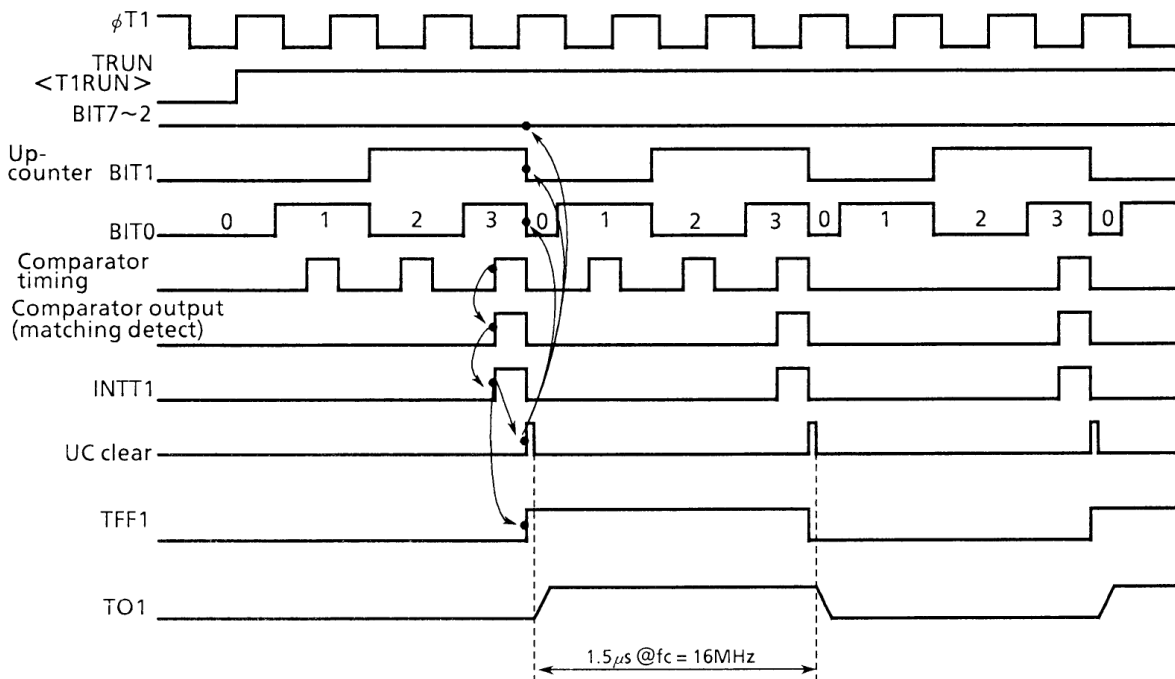 φT1
TRUN
<T1RUN>
BIT7~2
Up-
counter BIT1
BIT0 0 1 2 3 0 1 2 3 0 1 2 3 0
Comparator
timing
Comparator output
(matching detect)
INTT1
UC clear
TFF1
TO1
1.5μs @fc = 16MHz